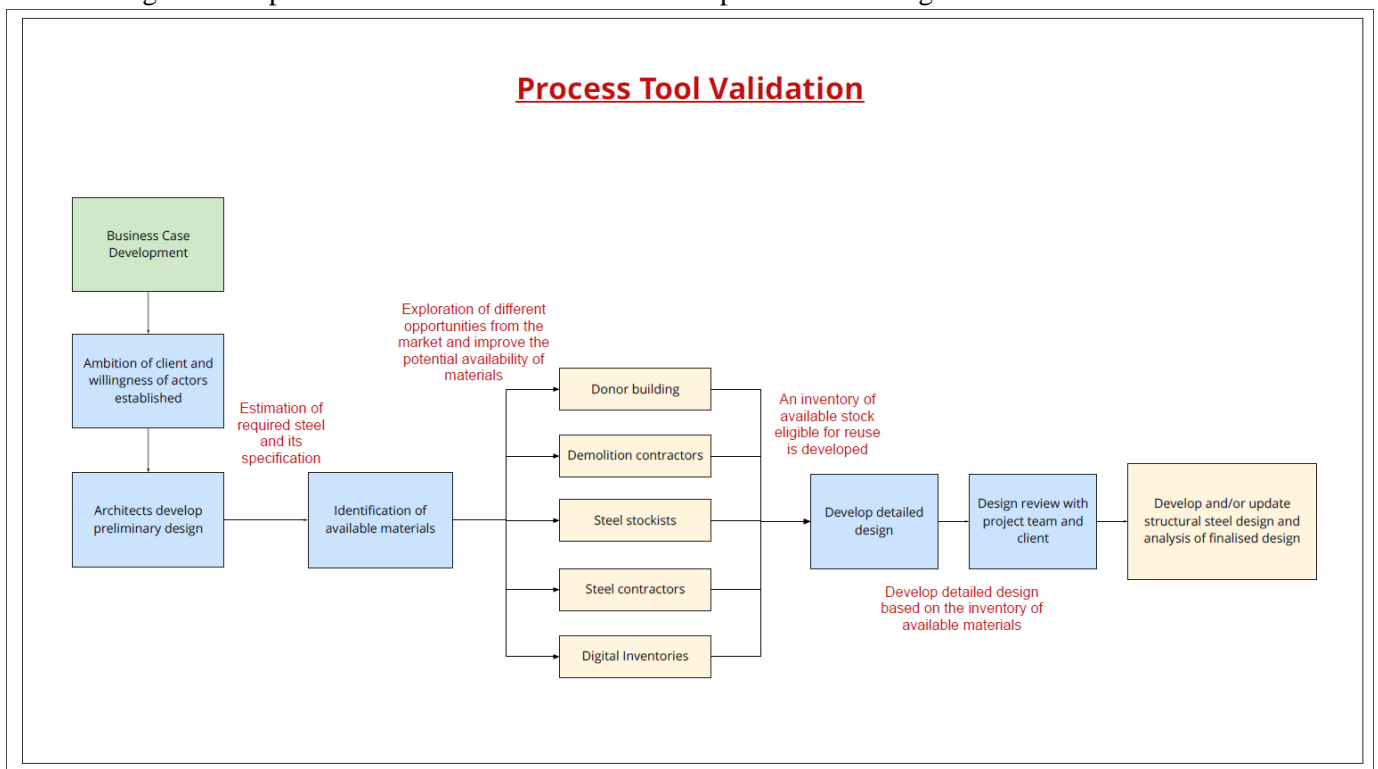 Process Tool Validation
Business Case
Development
Ambition of client and
willingness of actors
established
Architects develop
preliminary design
Estimation of
required steel
and its
specification
Identification of
available materials
Exploration of different
opportunities from the
market and improve the
potential availability of
materials
Donor building
Demolition contractors
Steel stockists
Steel contractors
Digital Inventories
An inventory of
available stock
eligible for reuse
is developed
Develop detailed
design
Design review with
project team and
client
Develop detailed design
based on the inventory of
available materials
Develop and/or update
structural steel design and
analysis of finalised design